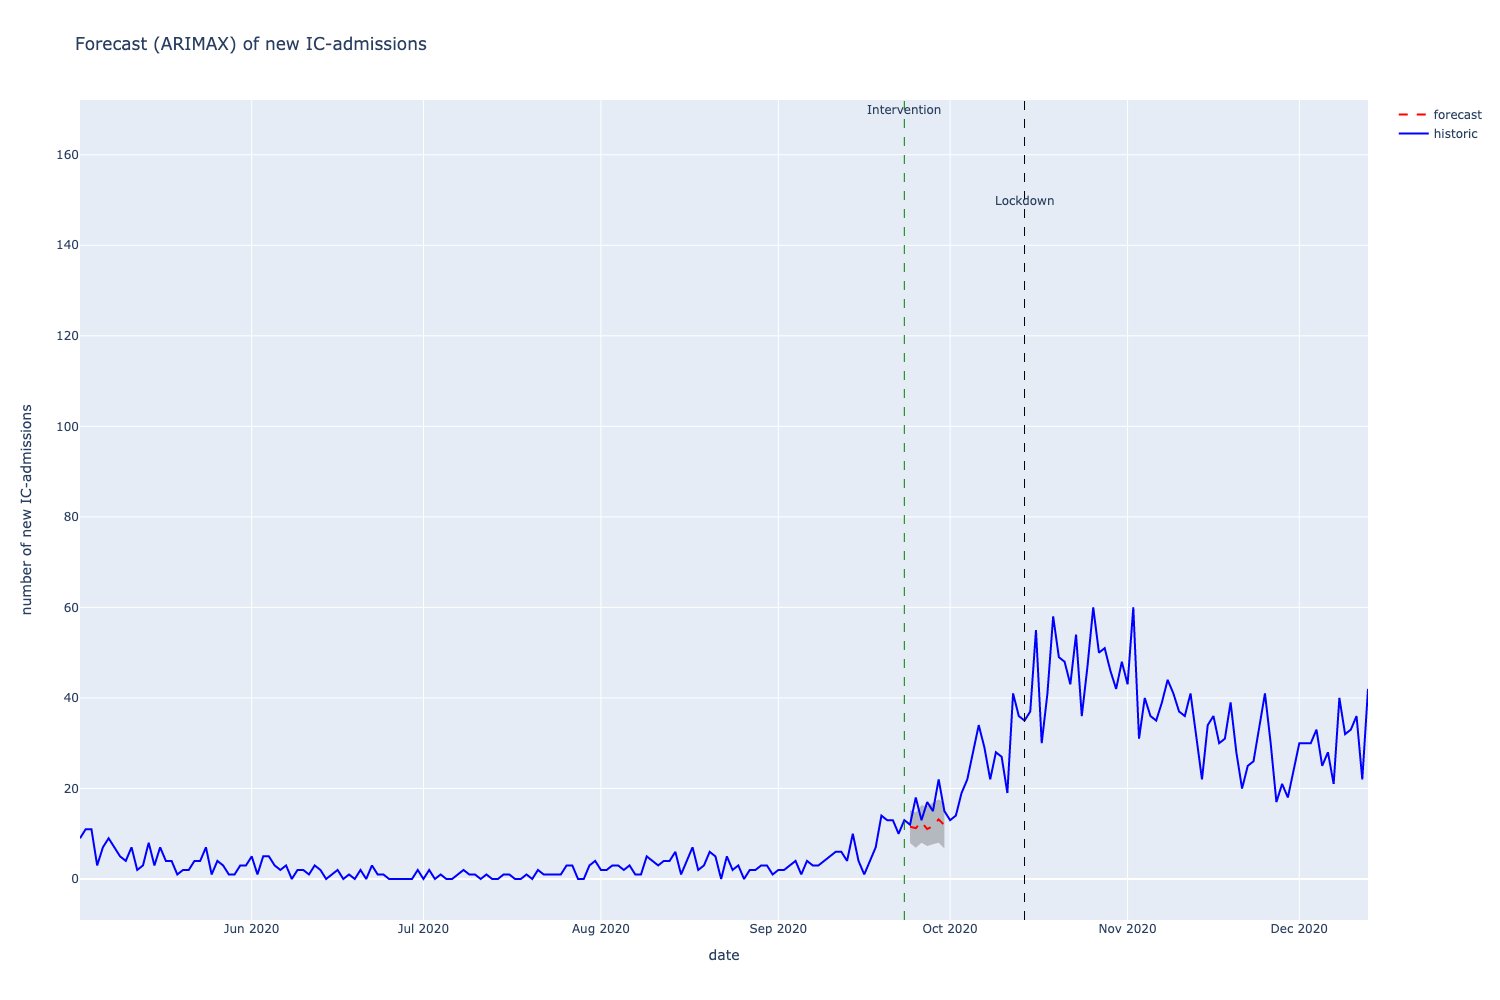 Forecast (ARIMAX) of new IC-admissions
Intervention
Lockdown
forecast
historic
160
140
120
100
80
60
40
20
0
number of new IC-admissions
Jun 2020
Jul 2020
Aug 2020
Sep 2020
Oct 2020
Nov 2020
Dec 2020
date